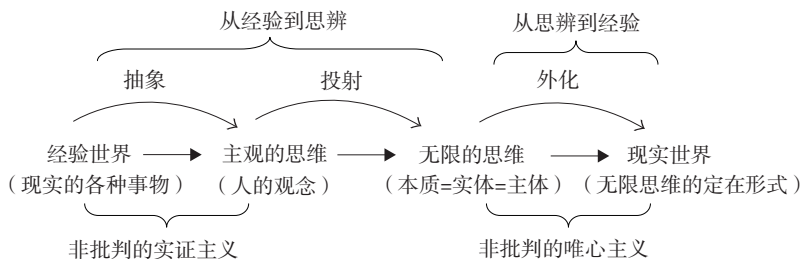 从经验到思辨 从思辨到经验
抽象 投射 外化
经验世界 主观的思维 无限的思维 现实世界
（现实的各种事物） （人的观念） （本质=实体=主体） （无限思维的定在形式）
非批判的实证主义 非批判的唯心主义